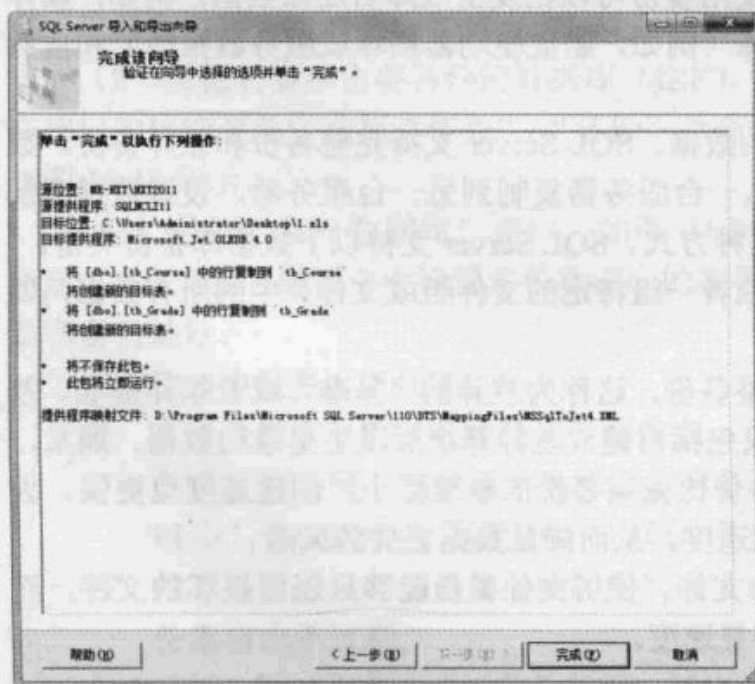 SQL Server 导入和导出向导
完成该向导
验证在向导中选择的选项并单击“完成”。
单击“完成”以执行下列操作:
源位置:
源提供程序: SQLNCLI11
目标位置: C:\Users\Administrator\Desktop\1.xls
目标提供程序: Microsoft.Jet.OLEDB.4.0
• 将 [dbo].[tb_Course] 中的行复制到 `tb_Course`
将创建新的目标表。
• 将 [dbo].[tb_Grade] 中的行复制到 `tb_Grade`
将创建新的目标表。
• 将不保存此包。
• 此包将立即运行。
提供程序映射文件: D:\Program Files\Microsoft SQL Server\110\DTS\MappingFiles\MSSqlToJet4.XML
帮助(H)
<上一步(B)
下一步(N)>
完成(F)
取消